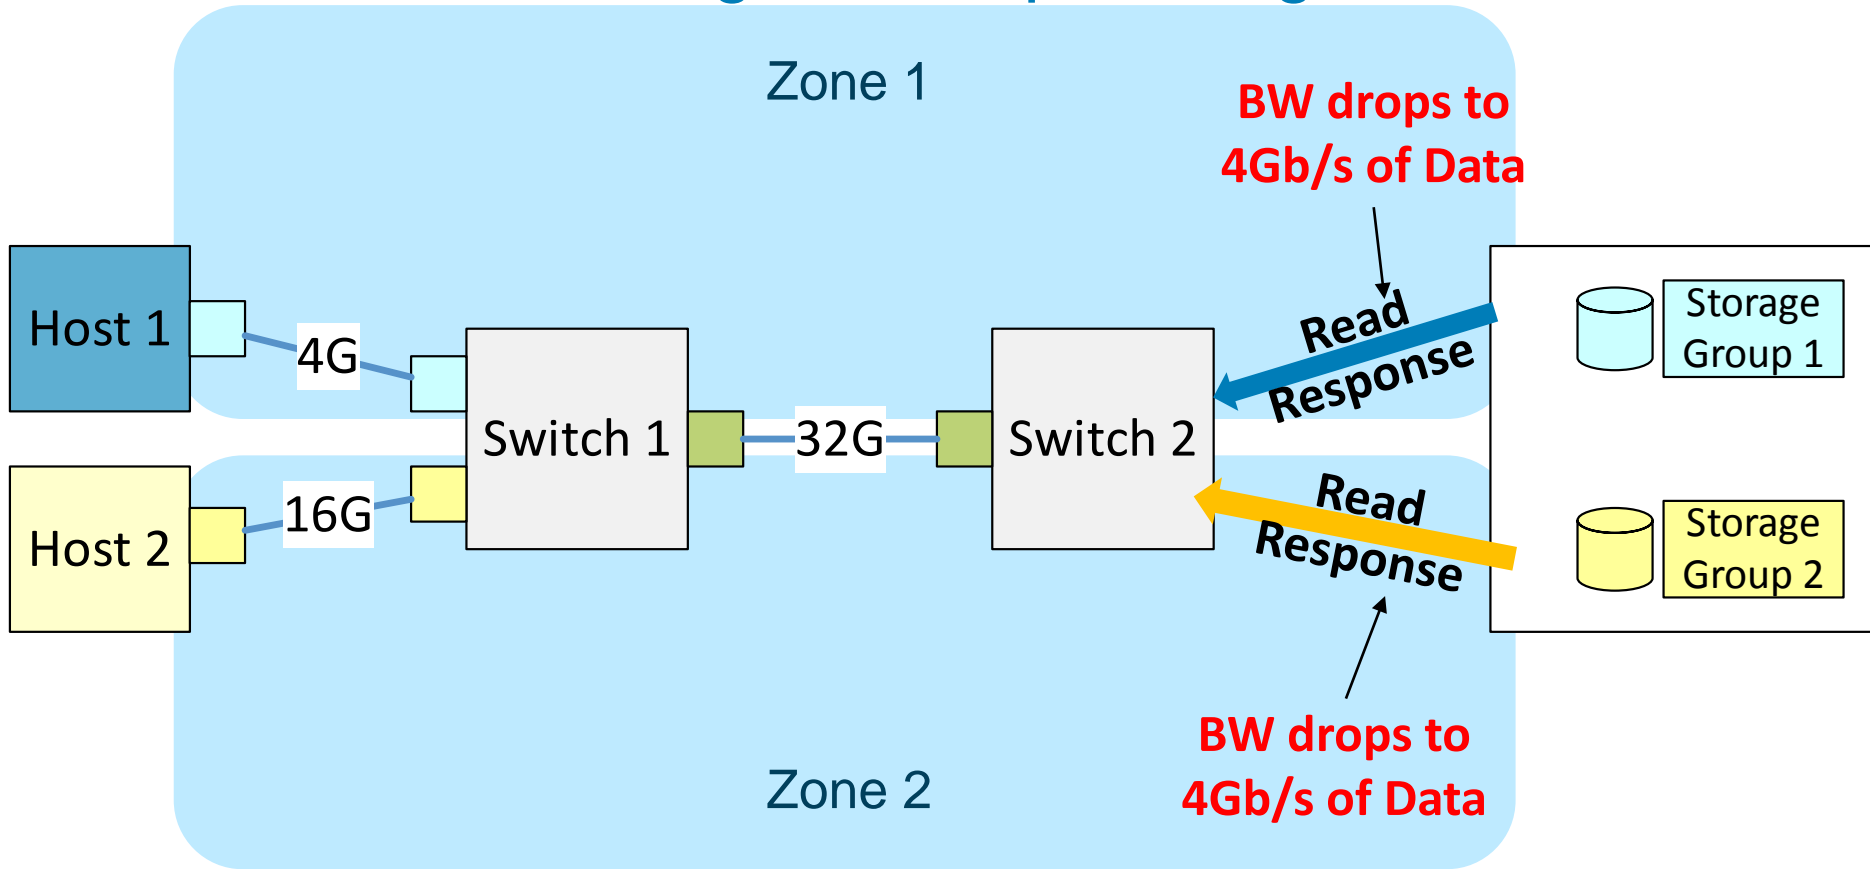 Zone 1
BW drops to
4Gb/s of Data
Host 1
4G
Switch 1
32G
Switch 2
Read
Response
Storage
Group 1
Host 2
16G
Read
Response
Storage
Group 2
BW drops to
4Gb/s of Data
Zone 2